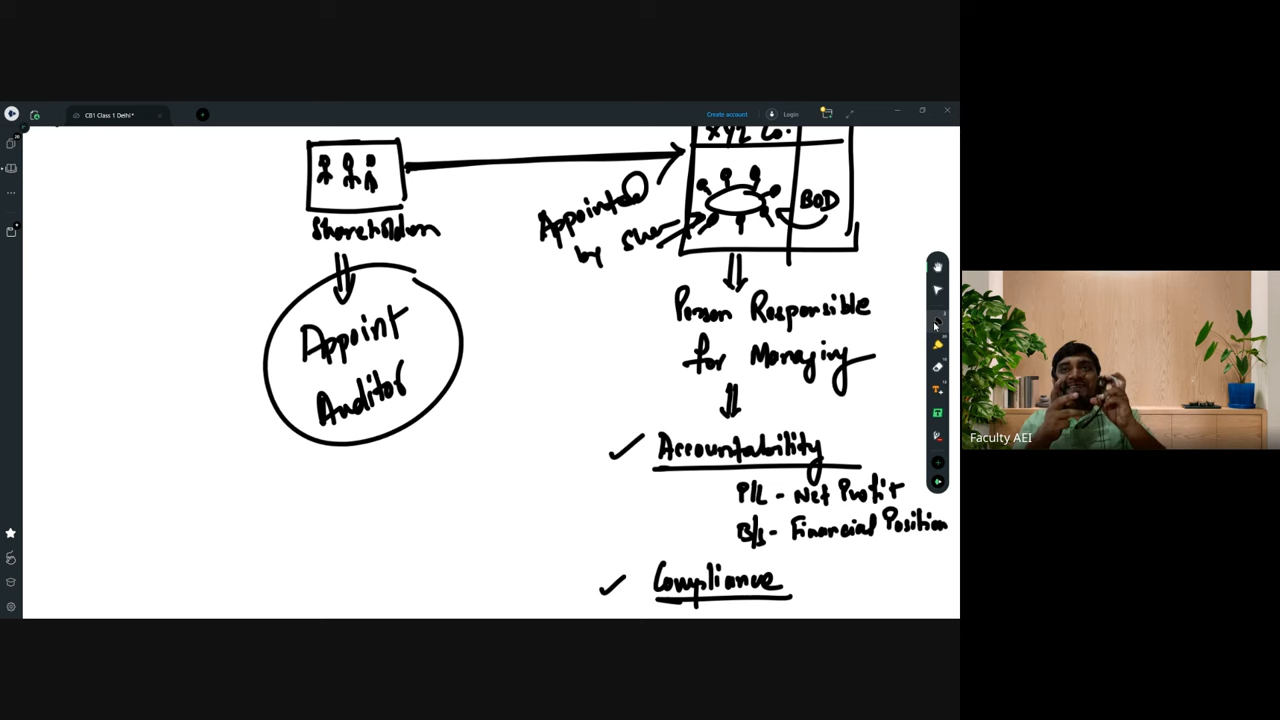 CB1 Class 1 Delhi*
Create account
Login
XYZ Co.
BOD
Shareholders
Appointed
by
Appoint
Auditor
Person Responsible
for Managing
Accountability
P/L - Net Profit
B/S - Financial Position
Compliance
Faculty AEI